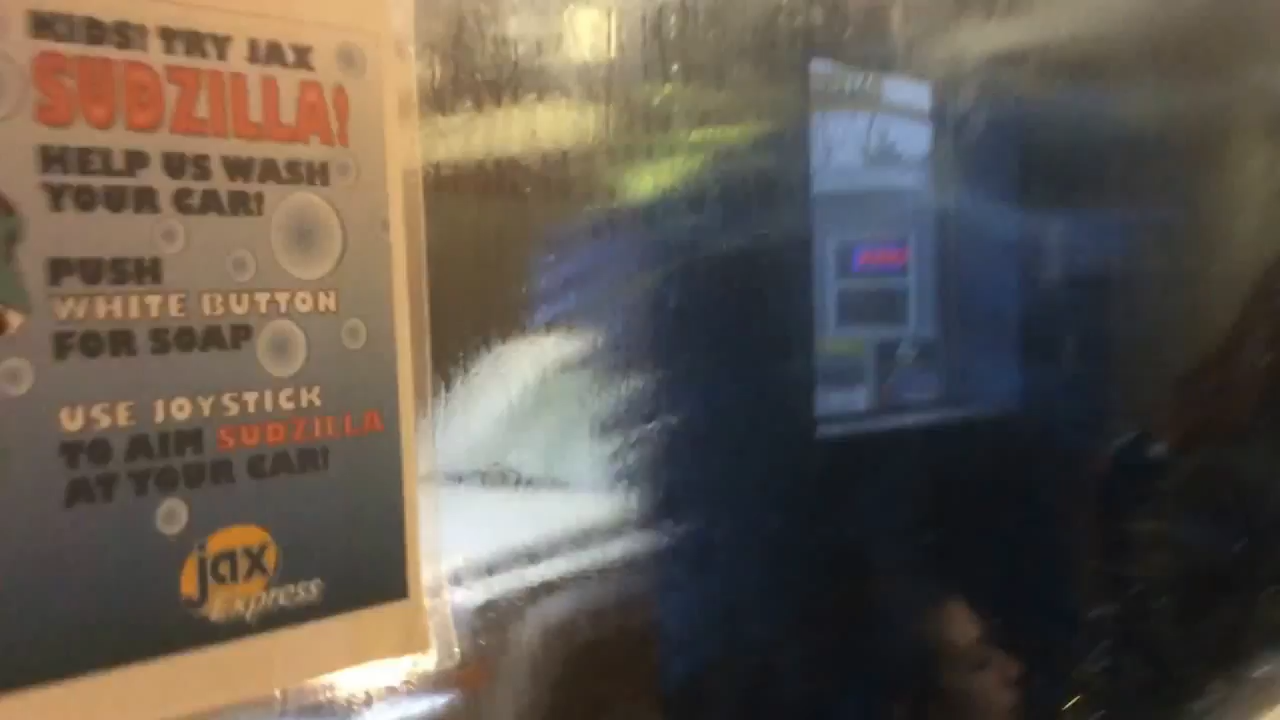 KIDS! TRY JAX
SUDZILLA!
HELP US WASH
YOUR CAR!
PUSH
WHITE BUTTON
FOR SOAP
USE JOYSTICK
TO AIM SUDZILLA
AT YOUR CAR!
jax
Express